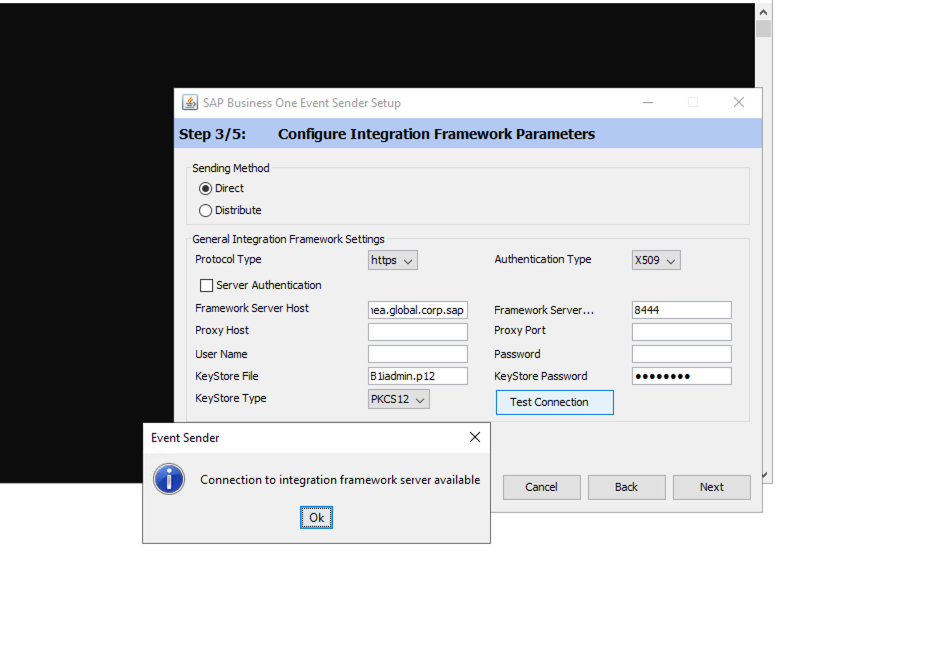 SAP Business One Event Sender Setup
Step 3/5: Configure Integration Framework Parameters
Sending Method
Direct
Distribute
General Integration Framework Settings
Protocol Type https Authentication Type X509
Server Authentication
Framework Server Host nea.global.corp.sap Framework Server... 8444
Proxy Host Proxy Port
User Name Password
KeyStore File B1iadmin.p12 KeyStore Password ●●●●●●●●
KeyStore Type PKCS12 Test Connection
Event Sender
Connection to integration framework server available
Ok
Cancel Back Next